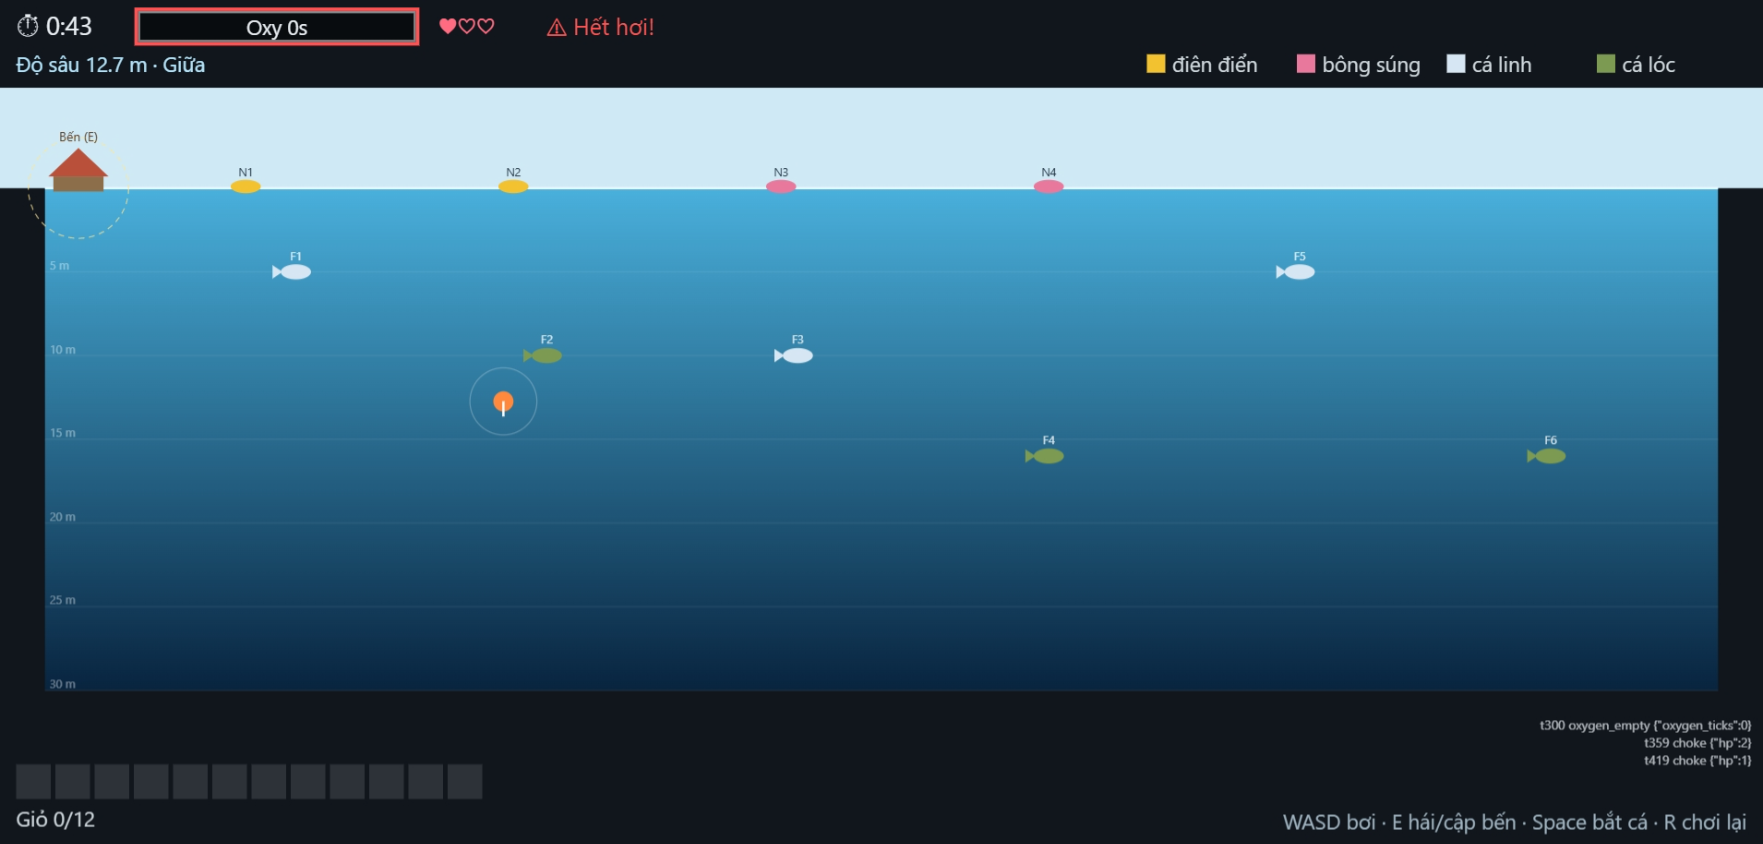 ⏱ 0:43
Oxy 0s
♥♡♡
⚠ Hết hơi!
Độ sâu 12.7 m · Giữa
điên điển
bông súng
cá linh
cá lóc
Bến (E)
N1
N2
N3
N4
F1
F5
5 m
F2
F3
10 m
15 m
F4
F6
20 m
25 m
30 m
t300 oxygen_empty {"oxygen_ticks":0}
t359 choke {"hp":2}
t419 choke {"hp":1}
Giỏ 0/12
WASD bơi · E hái/cập bến · Space bắt cá · R chơi lại